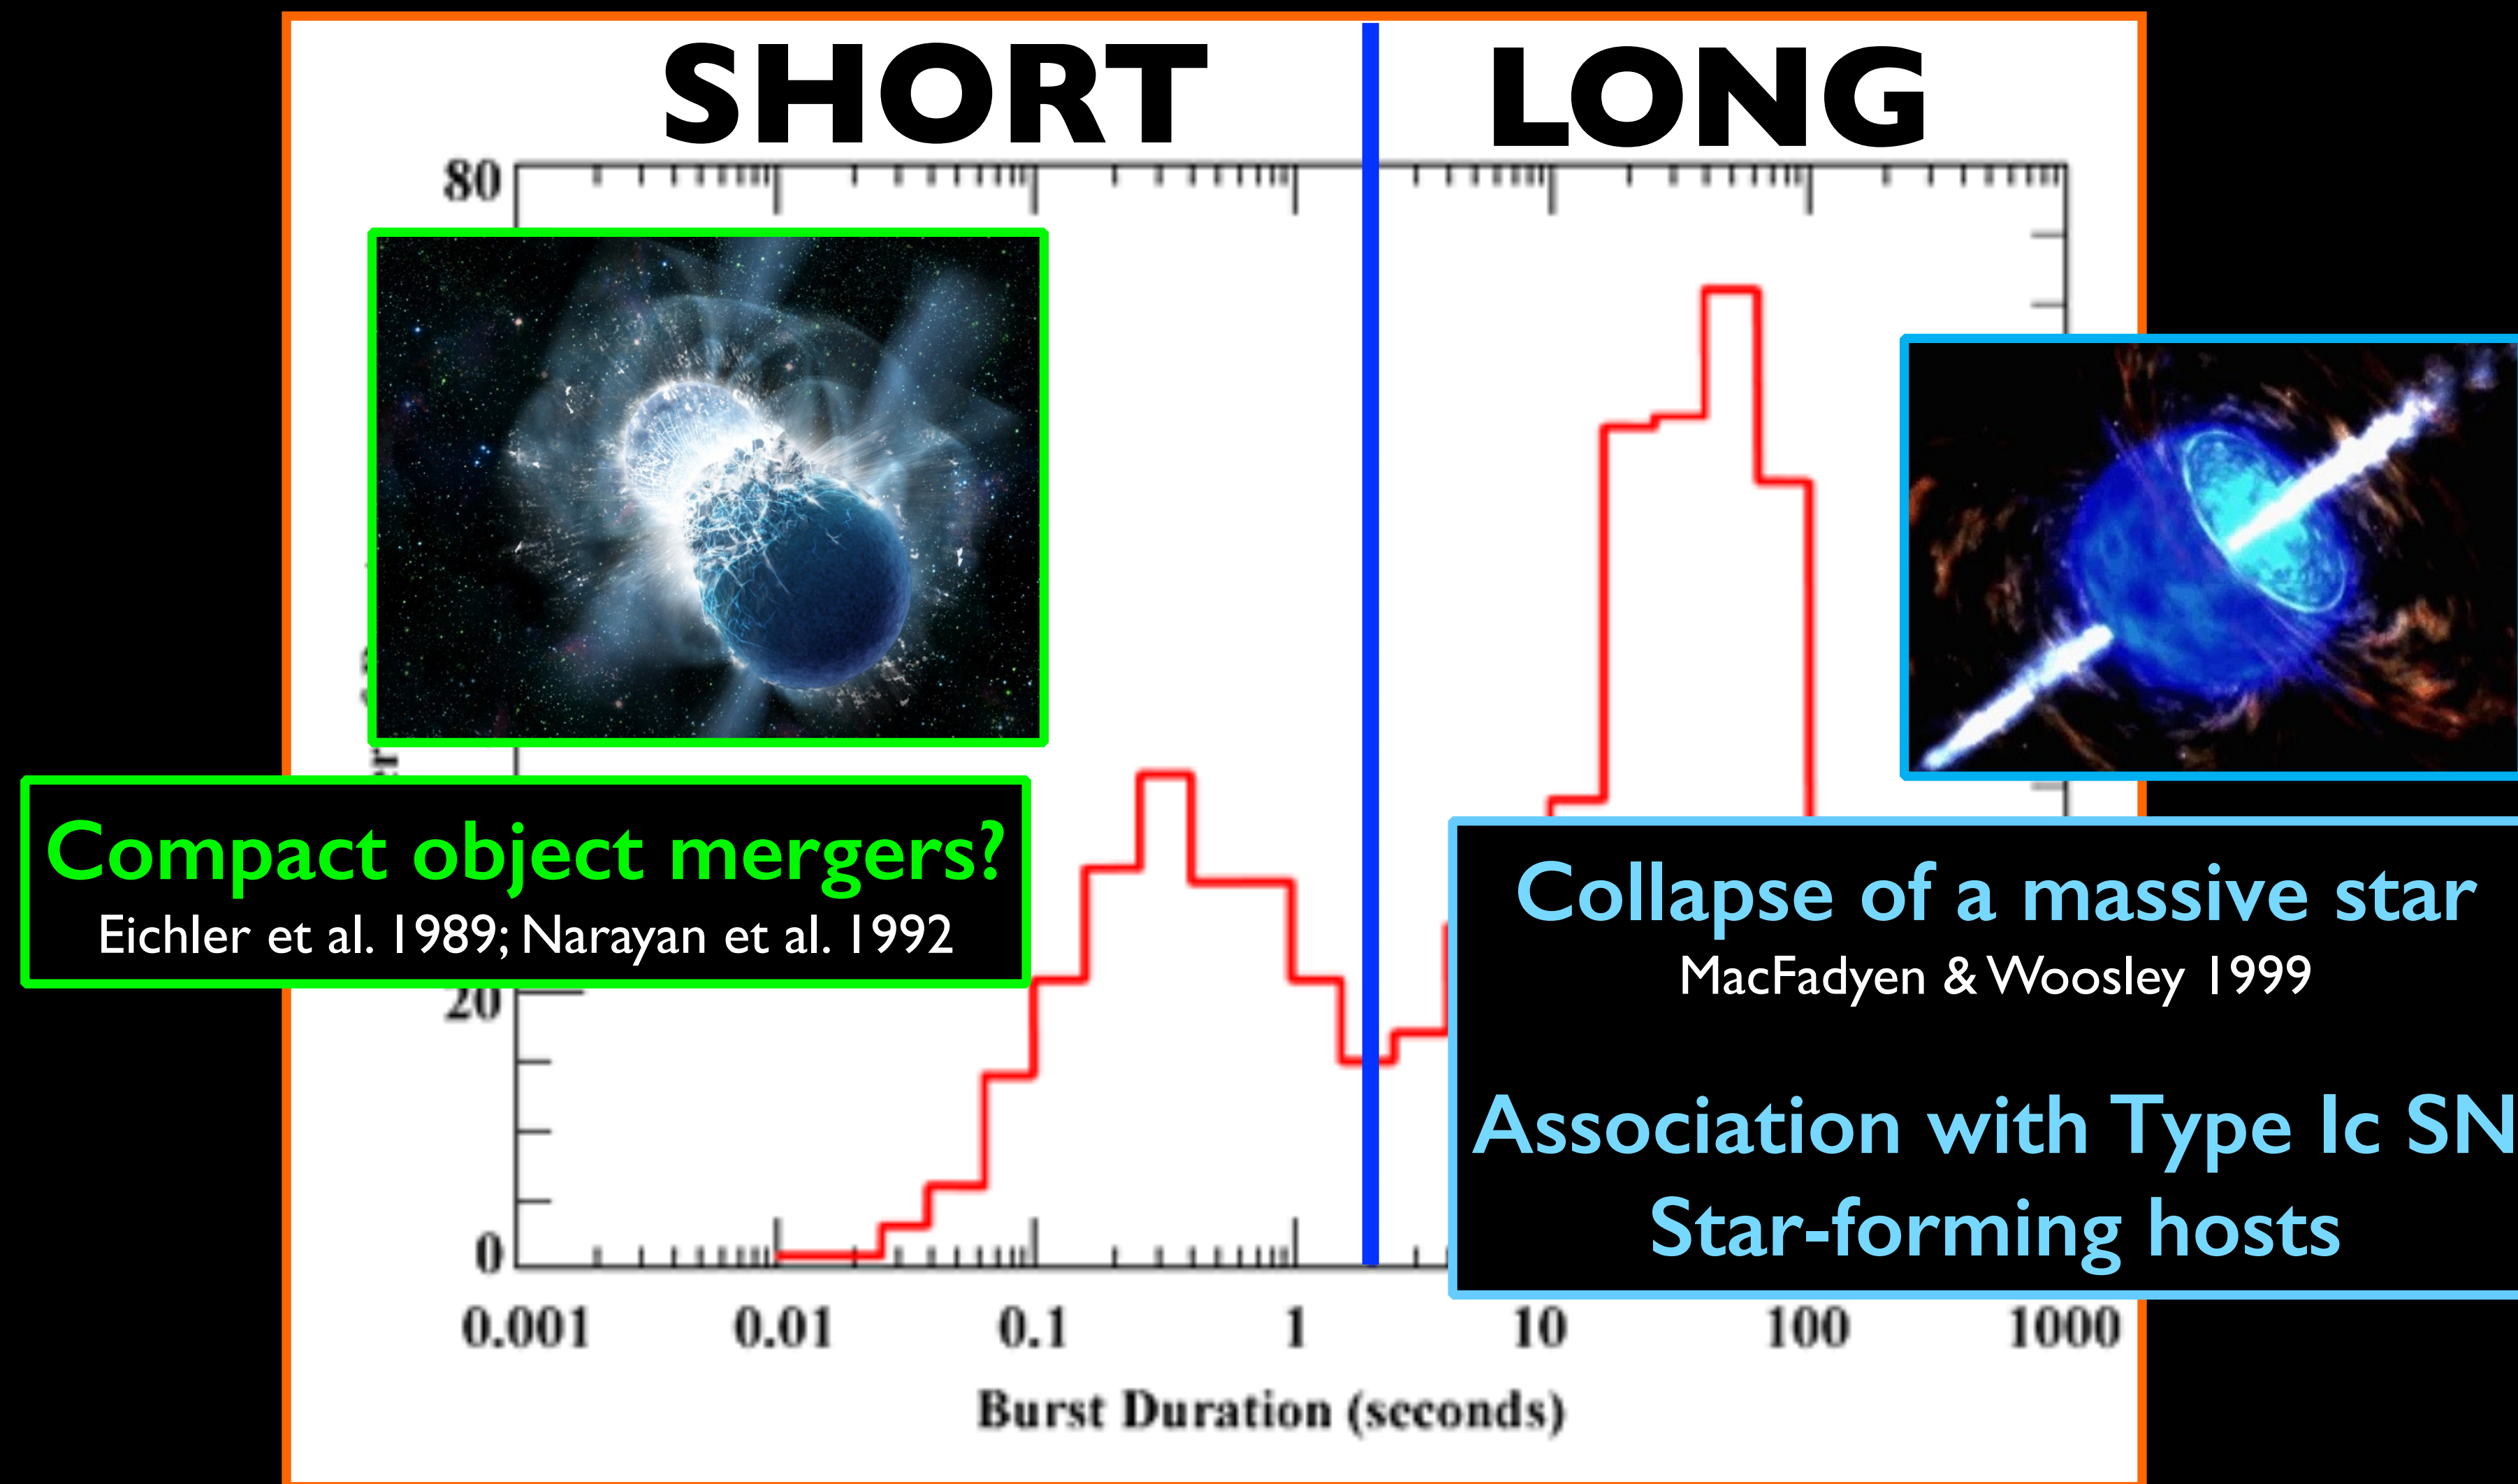 SHORT
LONG
80
Compact object mergers?
Eichler et al. 1989; Narayan et al. 1992
20
Collapse of a massive star
MacFadyen & Woosley 1999
Association with Type Ic SN
Star-forming hosts
0
0.001 0.01 0.1 1 10 100 1000
Burst Duration (seconds)